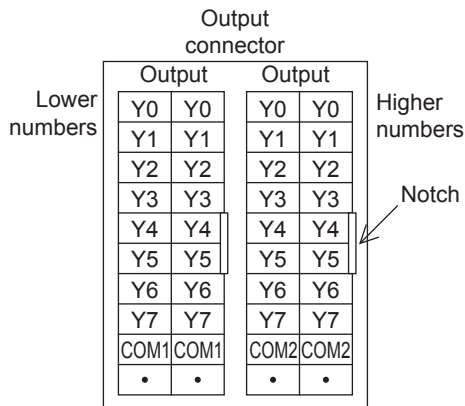 Output
connector
Output Output
Lower
numbers
Higher
numbers
Notch
Y0 Y0 Y0 Y0
Y1 Y1 Y1 Y1
Y2 Y2 Y2 Y2
Y3 Y3 Y3 Y3
Y4 Y4 Y4 Y4
Y5 Y5 Y5 Y5
Y6 Y6 Y6 Y6
Y7 Y7 Y7 Y7
COM1 COM1 COM2 COM2
• • • •